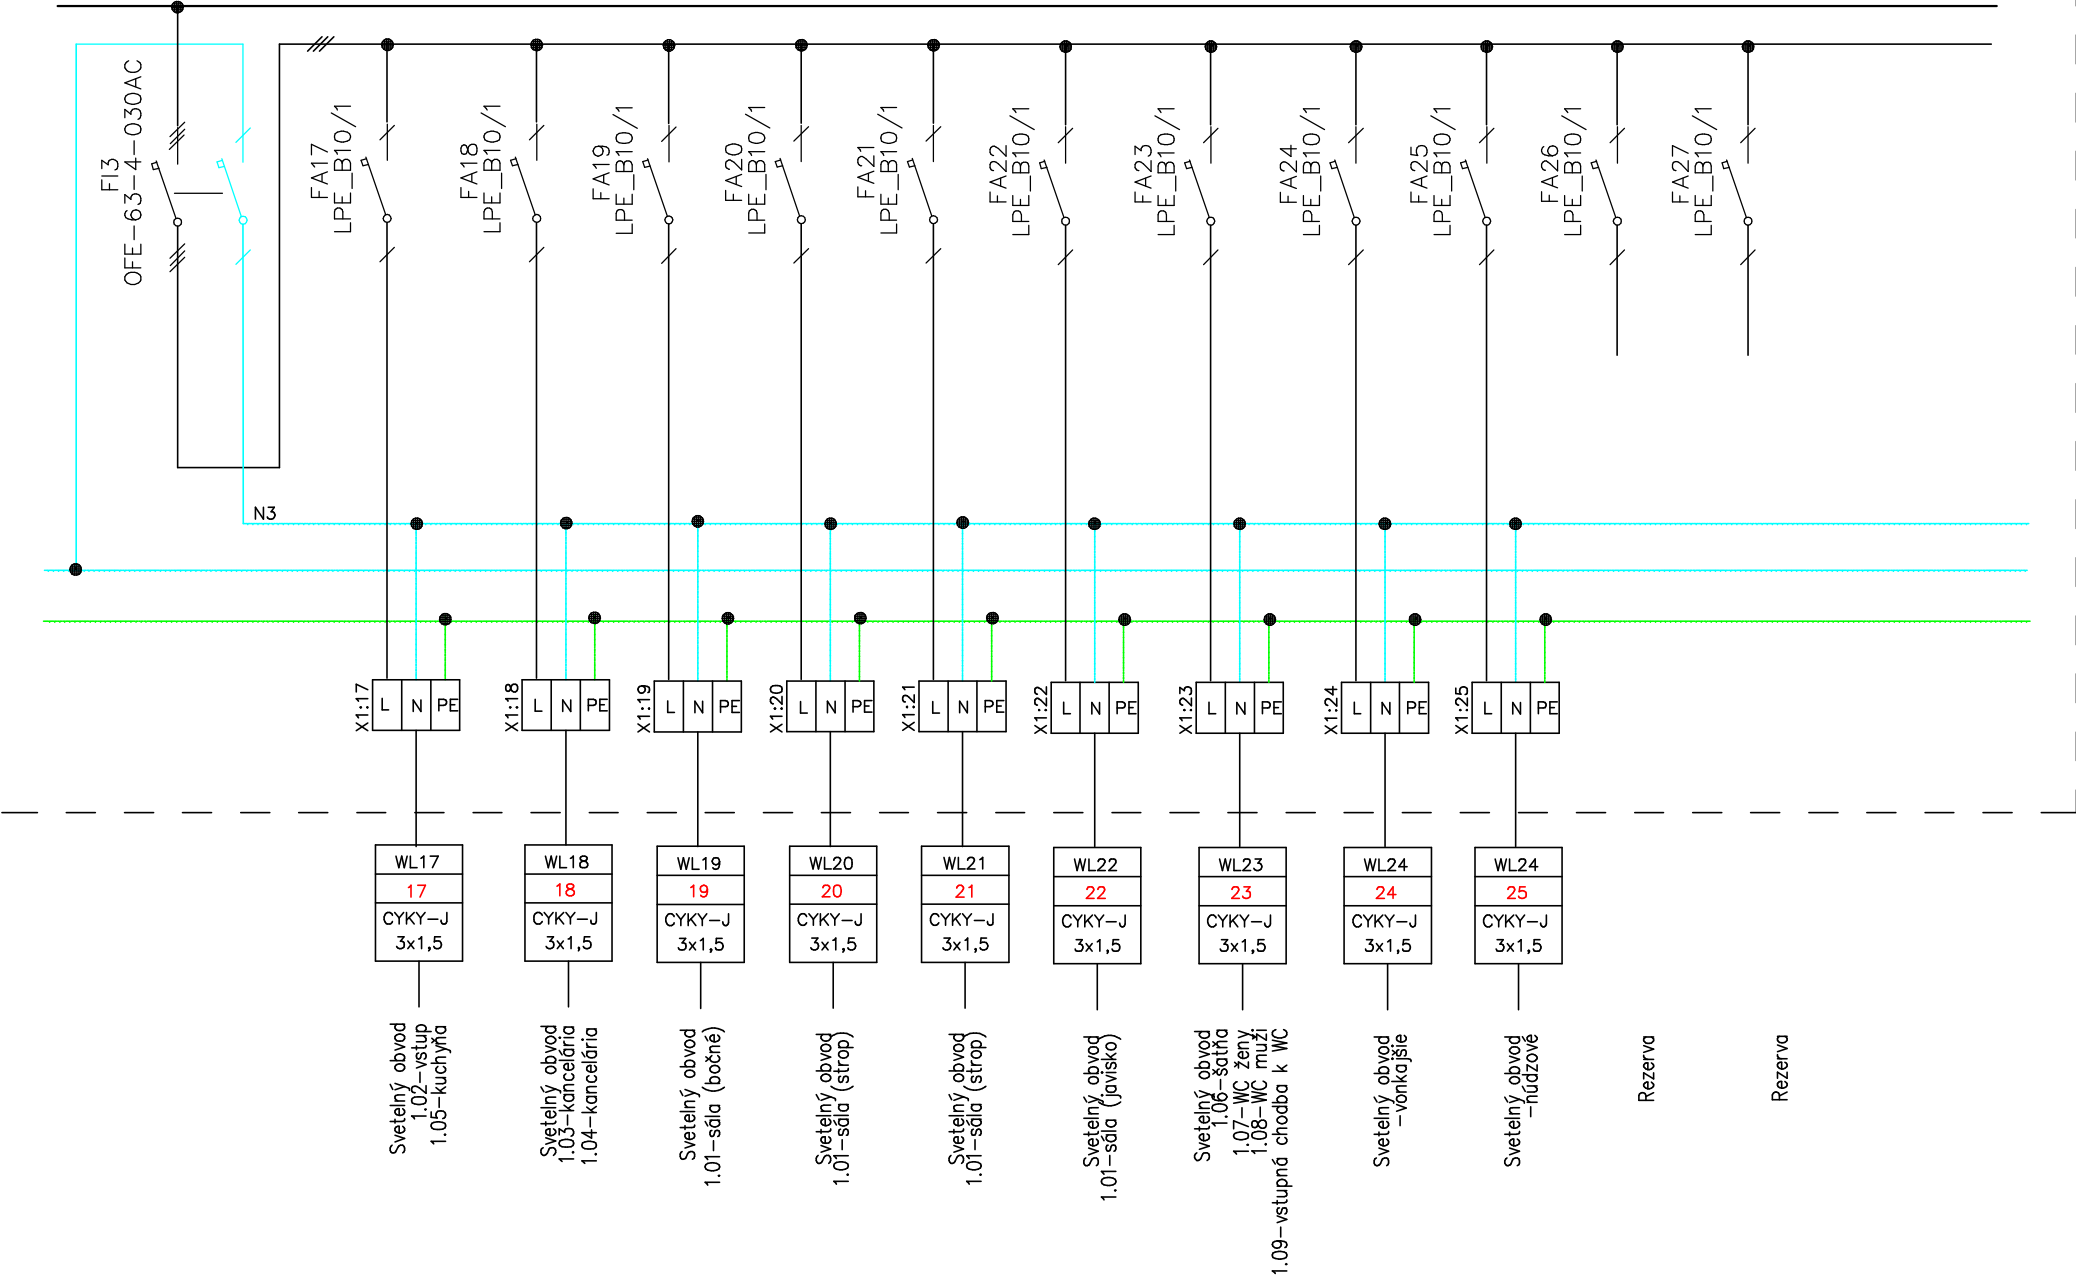 FI3
OFE-63-4-030AC
FA17
LPE_B10/1
FA18
LPE_B10/1
FA19
LPE_B10/1
FA20
LPE_B10/1
FA21
LPE_B10/1
FA22
LPE_B10/1
FA23
LPE_B10/1
FA24
LPE_B10/1
FA25
LPE_B10/1
FA26
LPE_B10/1
FA27
LPE_B10/1
N3
X1:17
L N PE
X1:18
L N PE
X1:19
L N PE
X1:20
L N PE
X1:21
L N PE
X1:22
L N PE
X1:23
L N PE
X1:24
L N PE
X1:25
L N PE
WL17
17
CYKY-J
3x1,5
WL18
18
CYKY-J
3x1,5
WL19
19
CYKY-J
3x1,5
WL20
20
CYKY-J
3x1,5
WL21
21
CYKY-J
3x1,5
WL22
22
CYKY-J
3x1,5
WL23
23
CYKY-J
3x1,5
WL24
24
CYKY-J
3x1,5
WL24
25
CYKY-J
3x1,5
Svetelný obvod
1.02-vstup
1.05-kuchyňa
Svetelný obvod
1.03-kancelária
1.04-kancelária
Svetelný obvod
1.01-sála (bočné)
Svetelný obvod
1.01-sála (strop)
Svetelný obvod
1.01-sála (strop)
Svetelný obvod
1.01-sála (javisko)
Svetelný obvod
1.06-šatňa
1.07-WC ženy
1.08-WC muži
1.09-vstupná chodba k WC
Svetelný obvod
-vonkajšie
Svetelný obvod
-núdzové
Rezerva
Rezerva